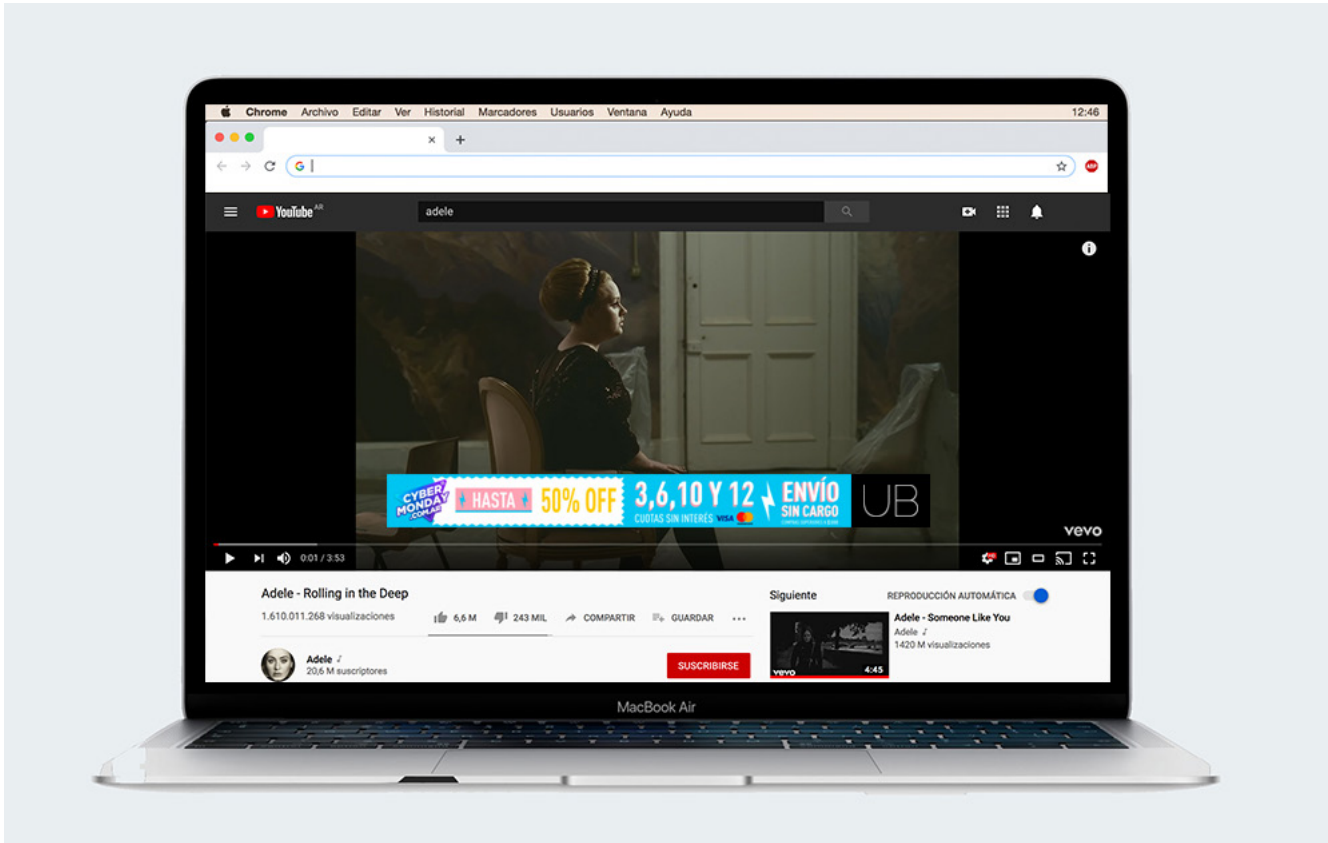 Chrome Archivo Editar Ver Historial Marcadores Usuarios Ventana Ayuda 12:46
G
ABP
YouTube AR adele
CYBER
MONDAY
.COM.AR
HASTA 50% OFF
3,6,10 Y 12
CUOTAS SIN INTERÉS VISA
ENVÍO
SIN CARGO
UB
vevo
0:01 / 3:53
HD
Adele - Rolling in the Deep
1.610.011.268 visualizaciones 6,6 M 243 MIL COMPARTIR GUARDAR
Adele
20,6 M suscriptores
SUSCRIBIRSE
Siguiente REPRODUCCIÓN AUTOMÁTICA
Adele - Someone Like You
Adele
1420 M visualizaciones
vevo 4:45
MacBook Air